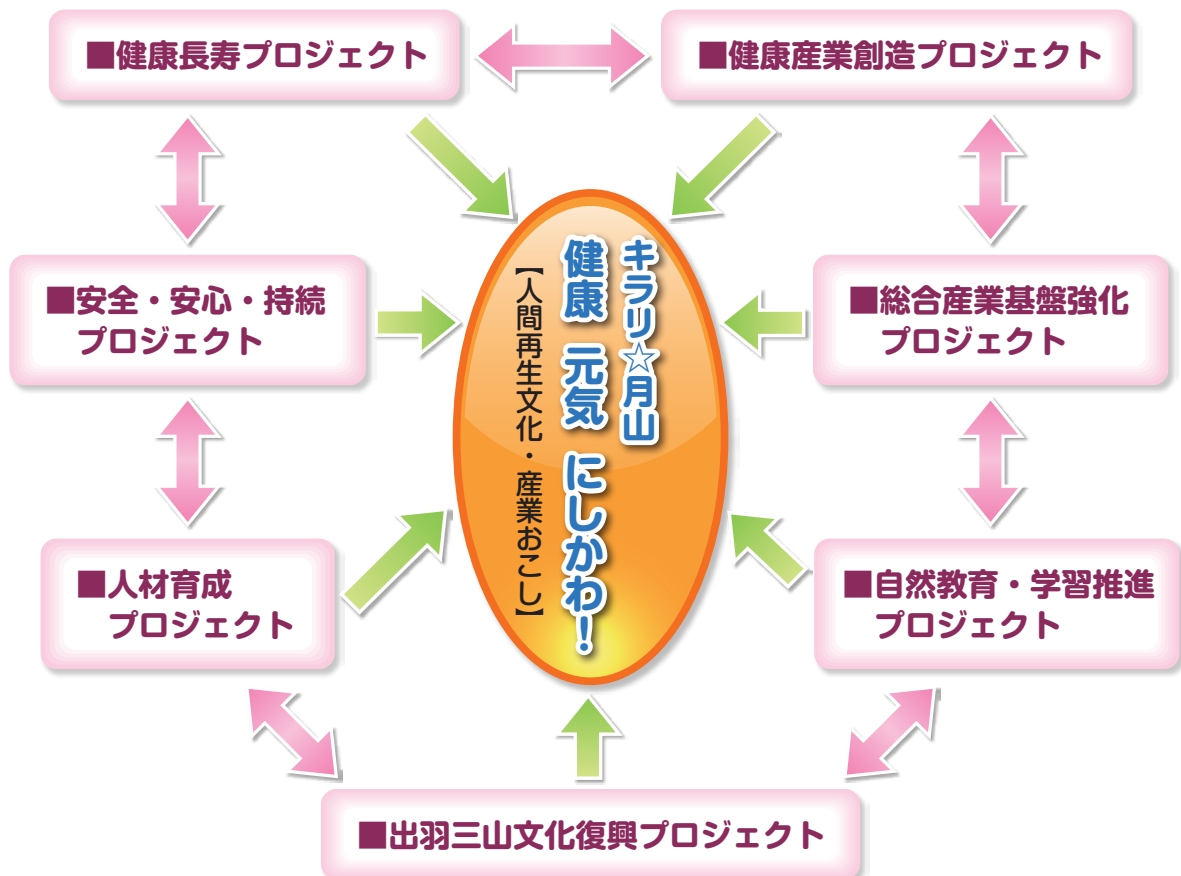 ■健康長寿プロジェクト
■健康産業創造プロジェクト
キラリ☆月山
健康 元気 にしかわ！
【人間再生文化・産業おこし】
■安全・安心・持続
プロジェクト
■総合産業基盤強化
プロジェクト
■人材育成
プロジェクト
■自然教育・学習推進
プロジェクト
■出羽三山文化復興プロジェクト